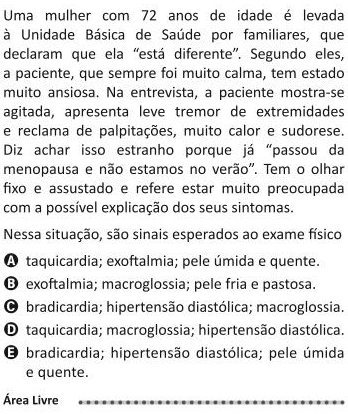 Uma mulher com 72 anos de idade é levada
à Unidade Básica de Saúde por familiares, que
declaram que ela “está diferente”. Segundo eles,
a paciente, que sempre foi muito calma, tem estado
muito ansiosa. Na entrevista, a paciente mostra-se
agitada, apresenta leve tremor de extremidades
e reclama de palpitações, muito calor e sudorese.
Diz achar isso estranho porque já “passou da
menopausa e não estamos no verão”. Tem o olhar
fixo e assustado e refere estar muito preocupada
com a possível explicação dos seus sintomas.
Nessa situação, são sinais esperados ao exame físico
A taquicardia; exoftalmia; pele úmida e quente.
B exoftalmia; macroglossia; pele fria e pastosa.
C bradicardia; hipertensão diastólica; macroglossia.
D taquicardia; macroglossia; hipertensão diastólica.
E bradicardia; hipertensão diastólica; pele úmida
e quente.
Área Livre